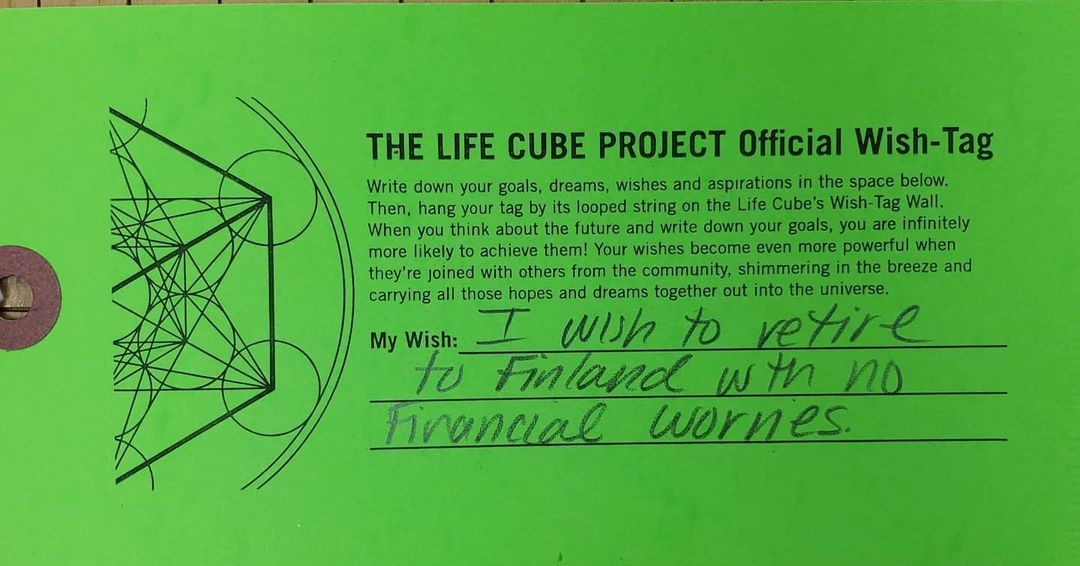 THE LIFE CUBE PROJECT Official Wish-Tag
Write down your goals, dreams, wishes and aspirations in the space below.
Then, hang your tag by its looped string on the Life Cube's Wish-Tag Wall.
When you think about the future and write down your goals, you are infinitely
more likely to achieve them! Your wishes become even more powerful when
they're joined with others from the community, shimmering in the breeze and
carrying all those hopes and dreams together out into the universe.
My Wish: I wish to retire
to Finland with no
Financial worries.